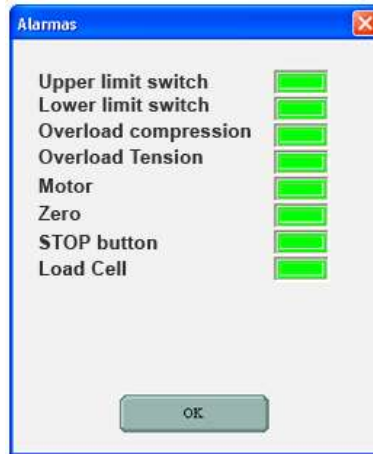 Alarmas
Upper limit switch
Lower limit switch
Overload compression
Overload Tension
Motor
Zero
STOP button
Load Cell
OK